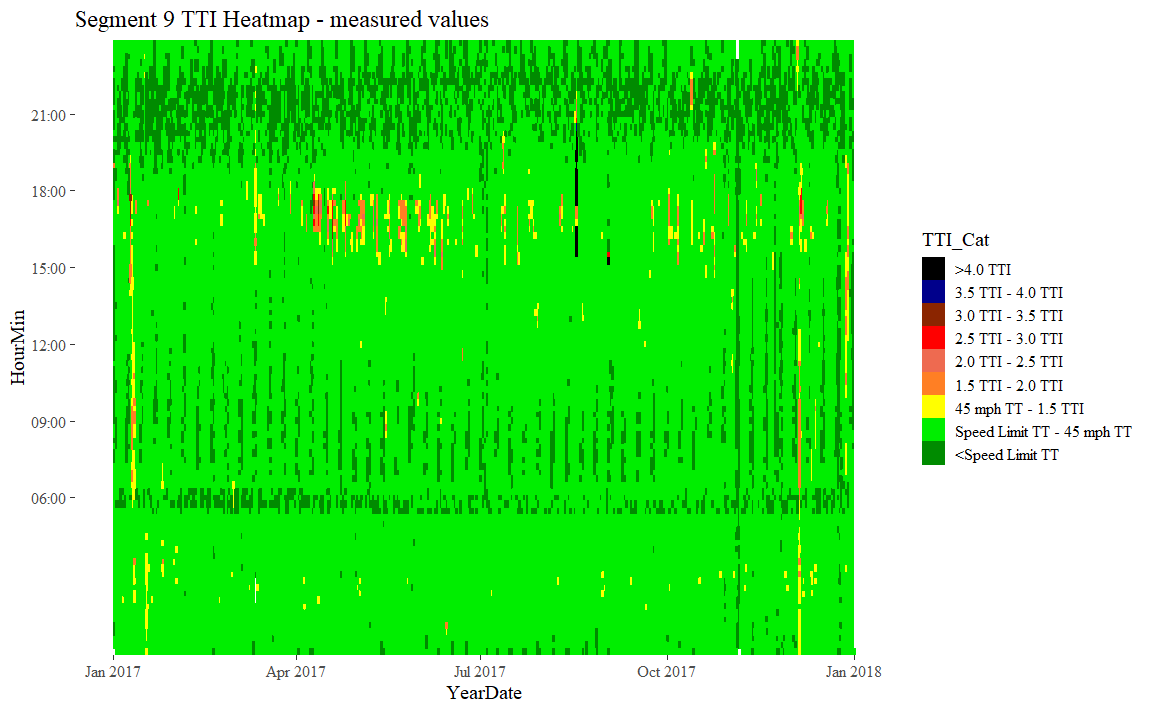 Segment 9 TTI Heatmap - measured values
HourMin
21:00
18:00
15:00
12:00
09:00
06:00
Jan 2017
Apr 2017
Jul 2017
Oct 2017
Jan 2018
YearDate
TTI_Cat
>4.0 TTI
3.5 TTI - 4.0 TTI
3.0 TTI - 3.5 TTI
2.5 TTI - 3.0 TTI
2.0 TTI - 2.5 TTI
1.5 TTI - 2.0 TTI
45 mph TT - 1.5 TTI
Speed Limit TT - 45 mph TT
<Speed Limit TT